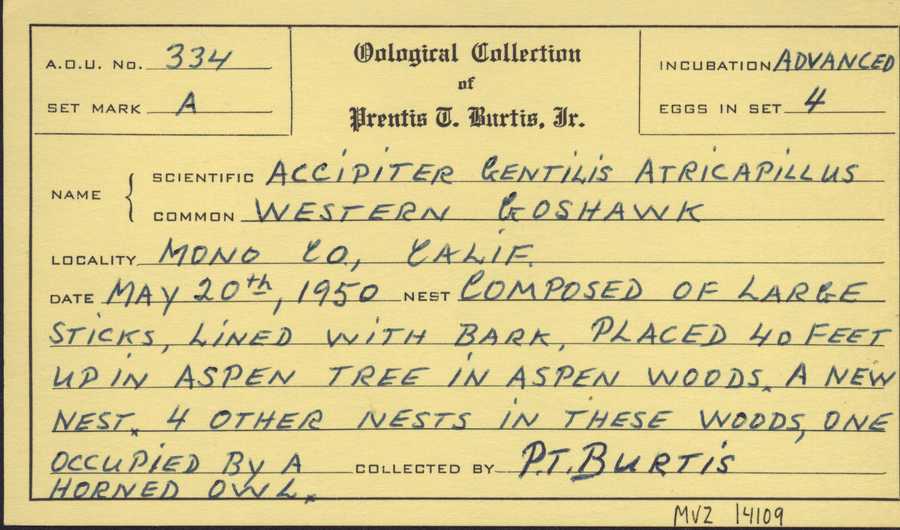 A.O.U. No. 334
SET MARK A
Oological Collection
of
Prentis T. Burtis, Jr.
INCUBATION ADVANCED
EGGS IN SET 4
NAME
SCIENTIFIC ACCIPITER GENTILIS ATRICAPILLUS
COMMON WESTERN GOSHAWK
LOCALITY MONO CO., CALIF.
DATE MAY 20th, 1950 NEST COMPOSED OF LARGE
STICKS, LINED WITH BARK, PLACED 40 FEET
UP IN ASPEN TREE IN ASPEN WOODS. A NEW
NEST. 4 OTHER NESTS IN THESE WOODS, ONE
OCCUPIED BY A COLLECTED BY P.T. BURTIS
HORNED OWL.
MVZ 14109